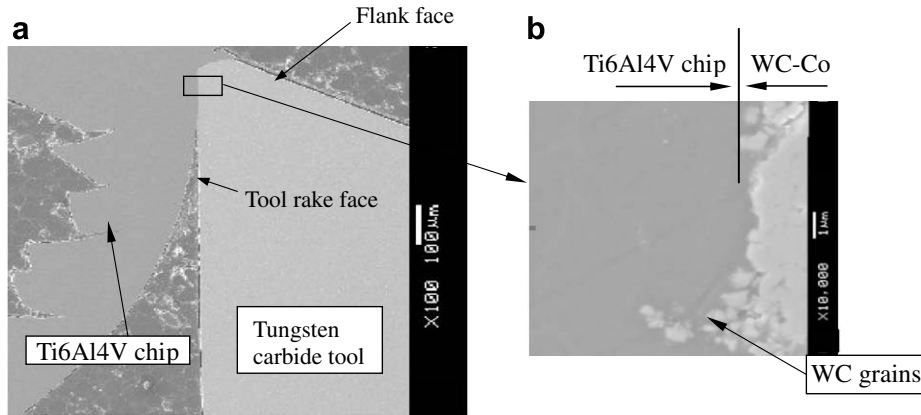 a
Flank face
Tool rake face
Ti6Al4V chip
Tungsten
carbide tool
X100 100μm
b
Ti6Al4V chip
WC-Co
WC grains
X10,000 1μm